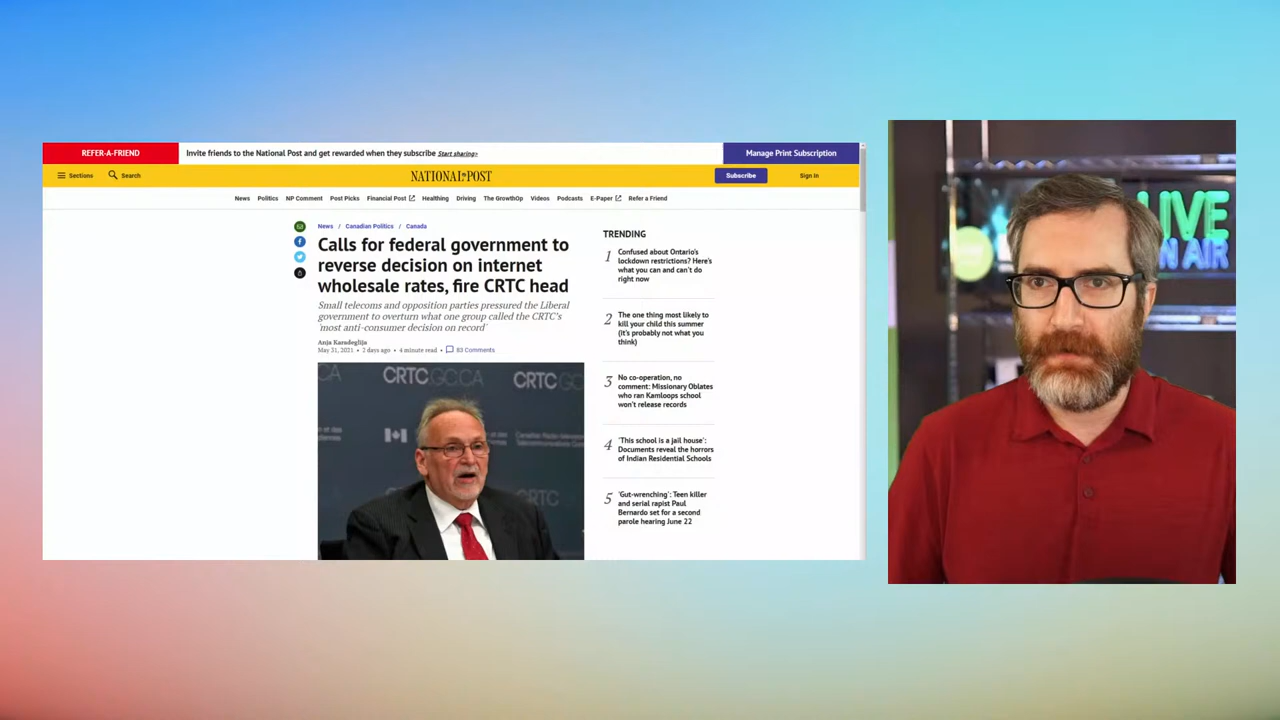 REFER-A-FRIEND
Invite friends to the National Post and get rewarded when they subscribe Start sharing>
Manage Print Subscription
Sections
Search
NATIONAL POST
Subscribe
Sign In
News Politics NP Comment Post Picks Financial Post Healthing Driving The GrowthOp Videos Podcasts E-Paper Refer a Friend
News / Canadian Politics / Canada
Calls for federal government to
reverse decision on internet
wholesale rates, fire CRTC head
Small telecoms and opposition parties pressured the Liberal
government to overturn what one group called the CRTC's
'most anti-consumer decision on record'
Anja Karadeglija
May 31, 2021 • 2 days ago • 4 minute read • 83 Comments
CRTC.GC.CA
CRTC
CRTC
TRENDING
1
Confused about Ontario's
lockdown restrictions? Here's
what you can and can't do
right now
2
The one thing most likely to
kill your child this summer
(it's probably not what you
think)
3
No co-operation, no
comment: Missionary Oblates
who ran Kamloops school
won't release records
4
'This school is a jail house':
Documents reveal the horrors
of Indian Residential Schools
5
'Gut-wrenching': Teen killer
and serial rapist Paul
Bernardo set for a second
parole hearing June 22
LIVE
N AIR